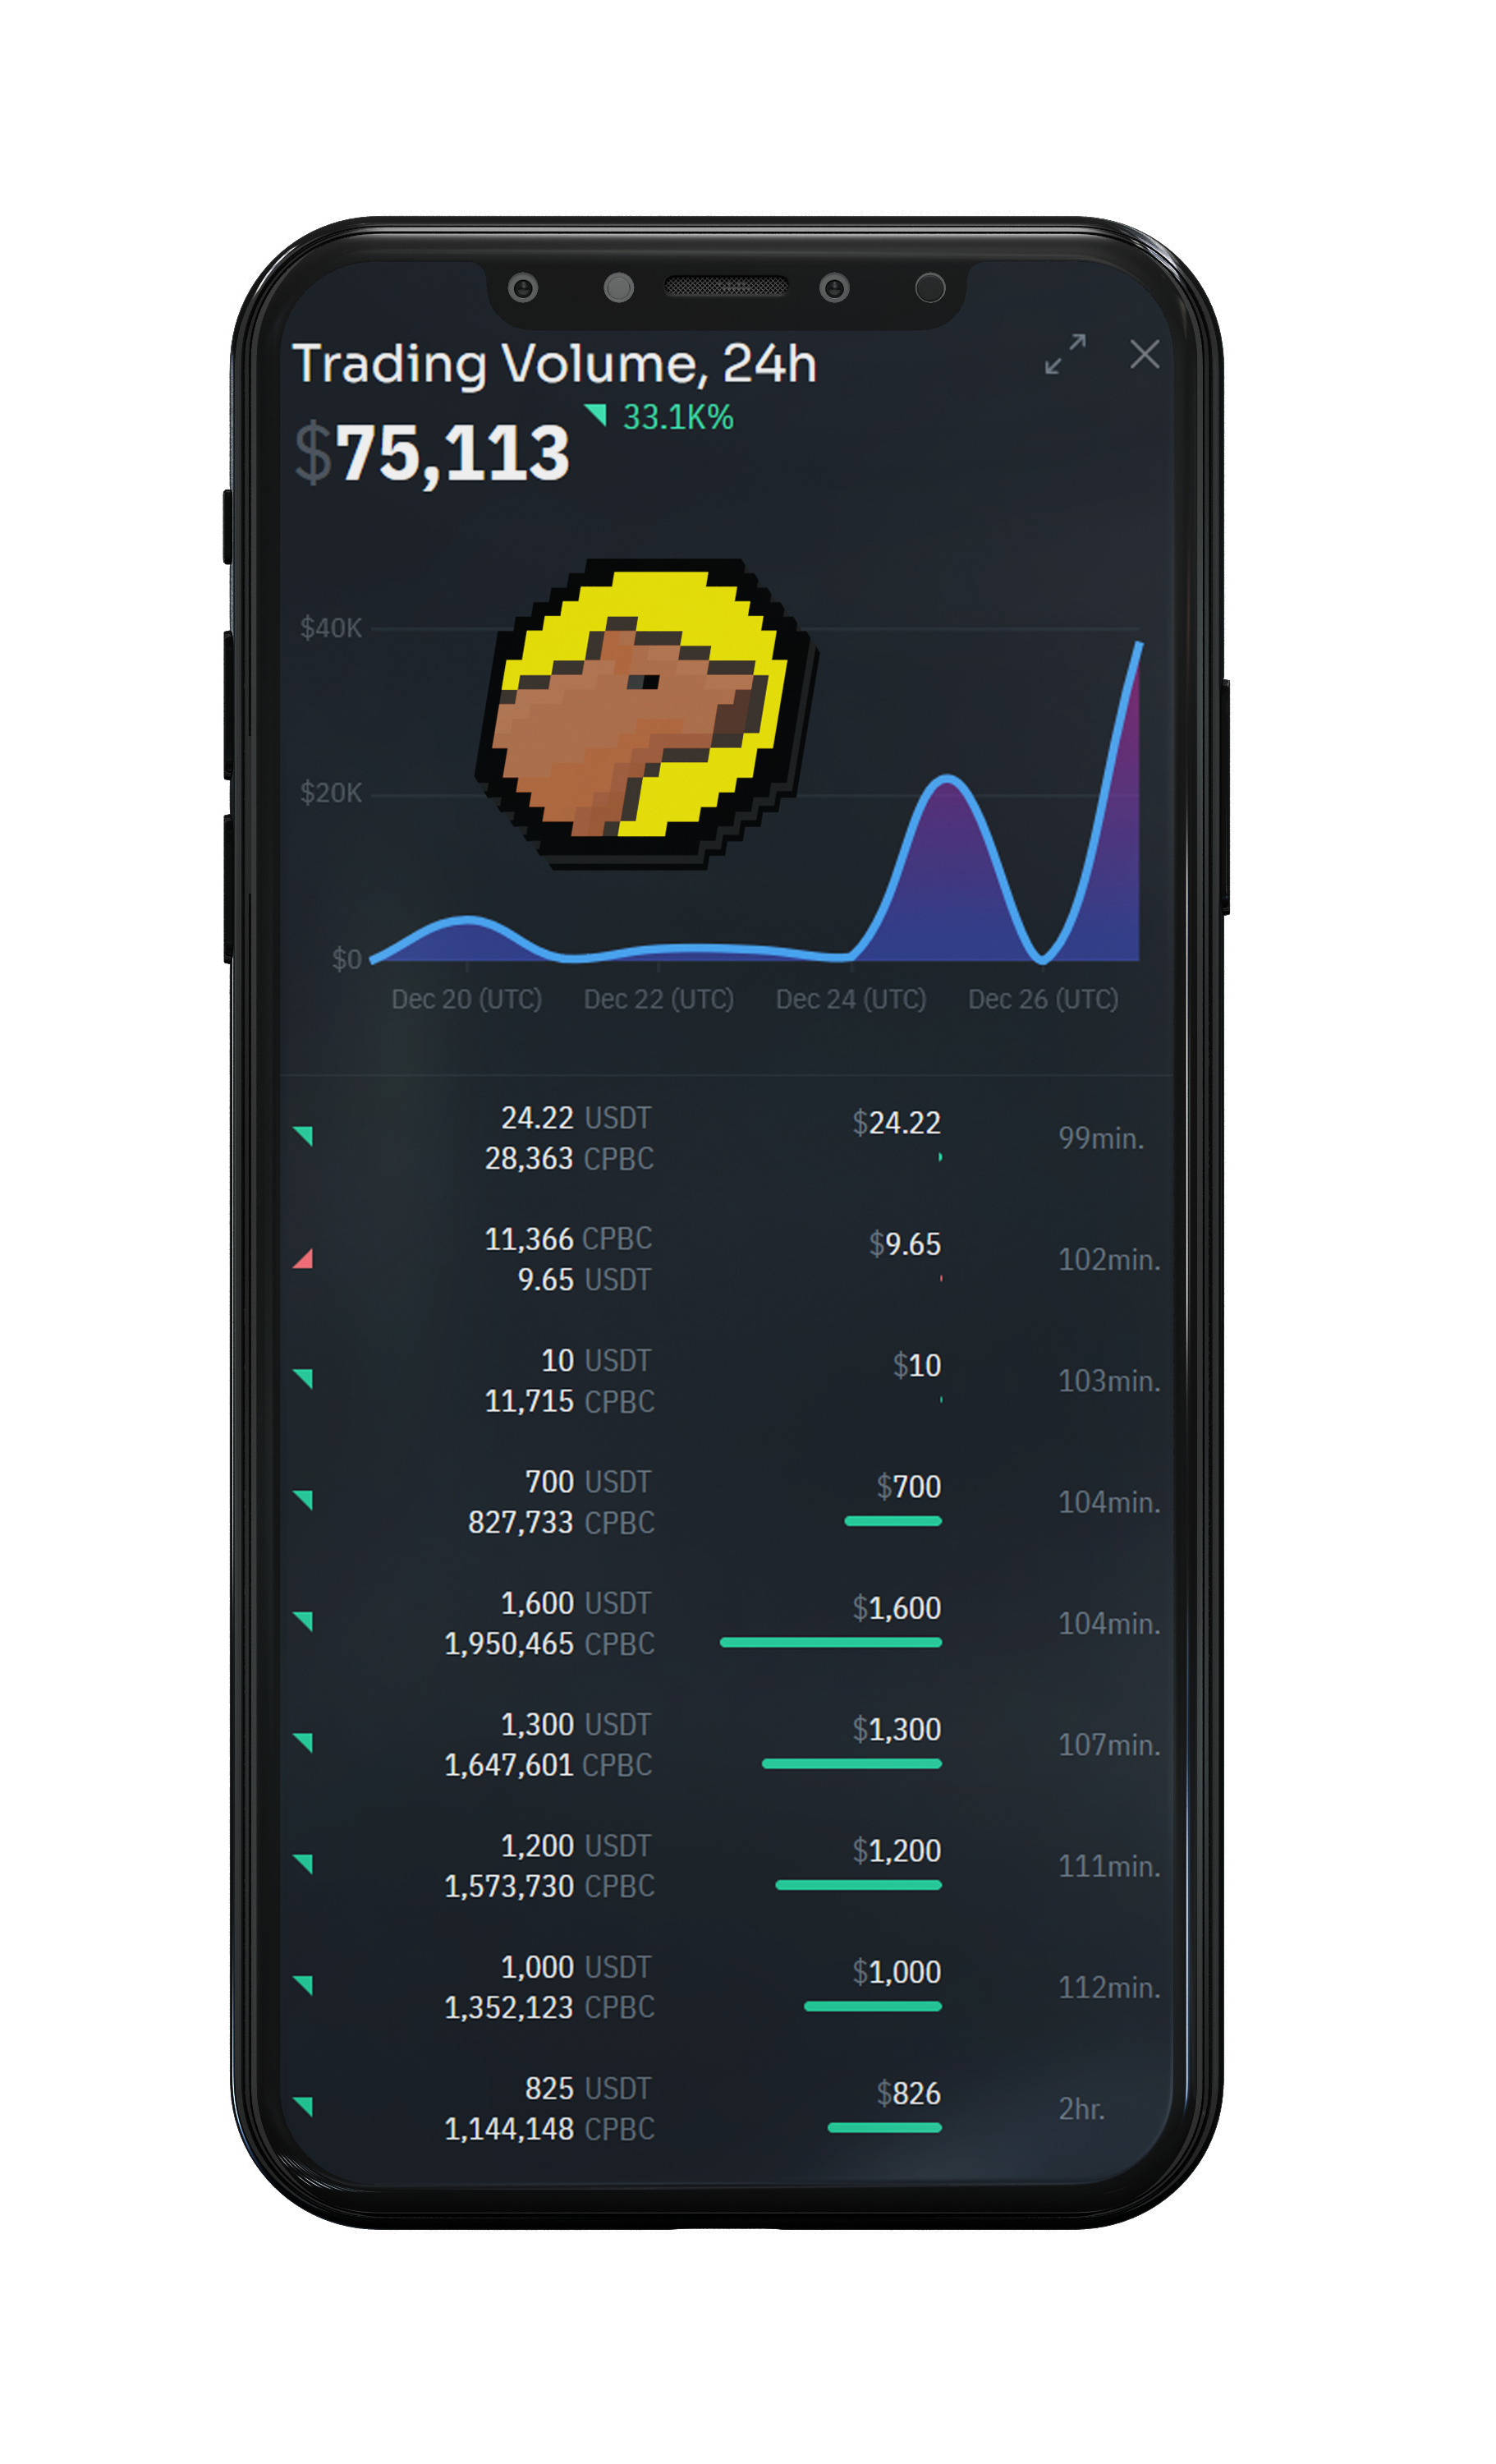 Trading Volume, 24h
$75,113 33.1K%
$40K
$20K
$0
Dec 20 (UTC) Dec 22 (UTC) Dec 24 (UTC) Dec 26 (UTC)
24.22 USDT $24.22
28,363 CPBC 99min.
11,366 CPBC $9.65
9.65 USDT 102min.
10 USDT $10
11,715 CPBC 103min.
700 USDT $700
827,733 CPBC 104min.
1,600 USDT $1,600
1,950,465 CPBC 104min.
1,300 USDT $1,300
1,647,601 CPBC 107min.
1,200 USDT $1,200
1,573,730 CPBC 111min.
1,000 USDT $1,000
1,352,123 CPBC 112min.
825 USDT $826
1,144,148 CPBC 2hr.